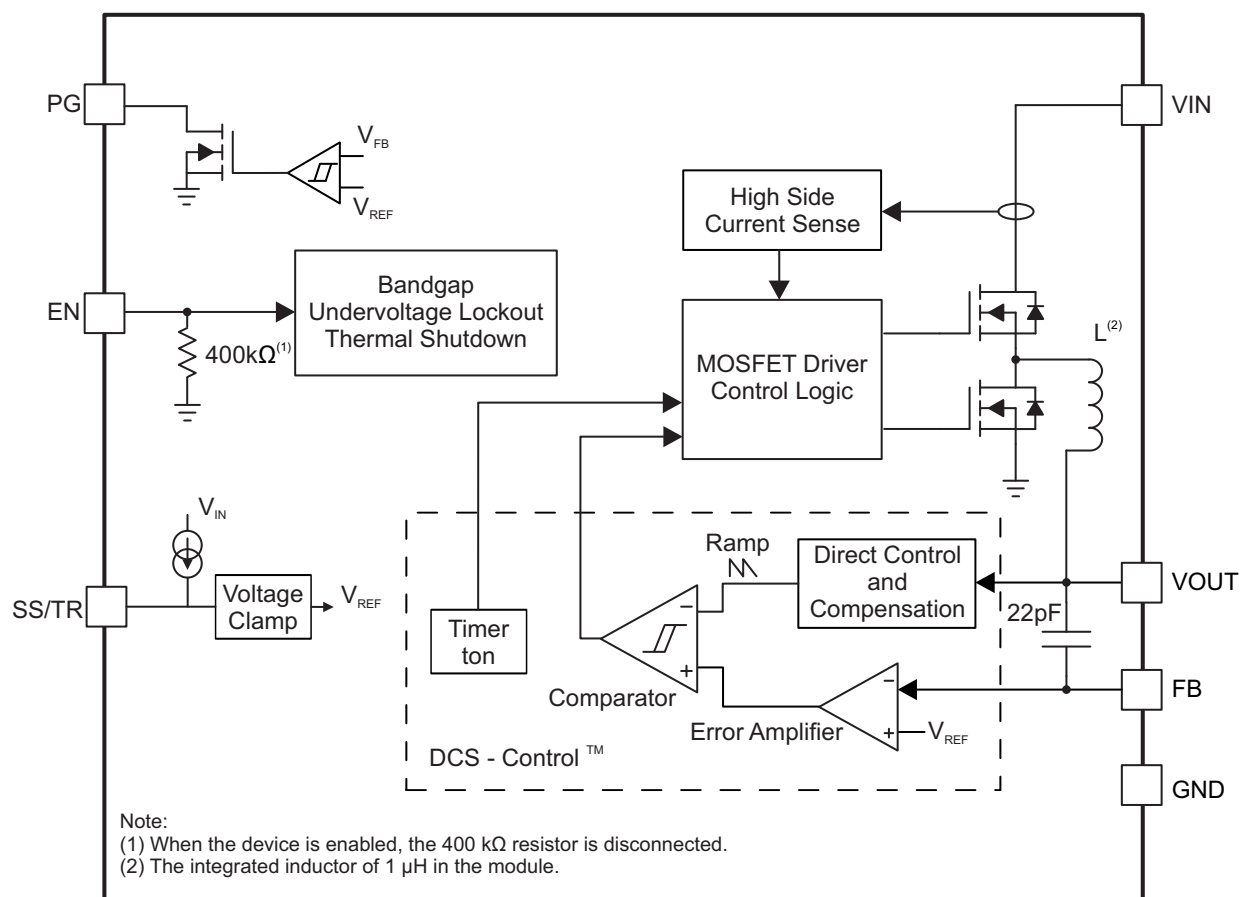 PG
VIN
V_FB
V_REF
High Side
Current Sense
EN
Bandgap
Undervoltage Lockout
Thermal Shutdown
400kΩ(1)
MOSFET Driver
Control Logic
L(2)
V_IN
SS/TR
Voltage
Clamp
V_REF
Timer
ton
Ramp
Direct Control
and
Compensation
VOUT
22pF
−
+
Comparator
−
+
Error Amplifier
V_REF
FB
DCS - Control ™
GND
Note:
(1) When the device is enabled, the 400 kΩ resistor is disconnected.
(2) The integrated inductor of 1 µH in the module.